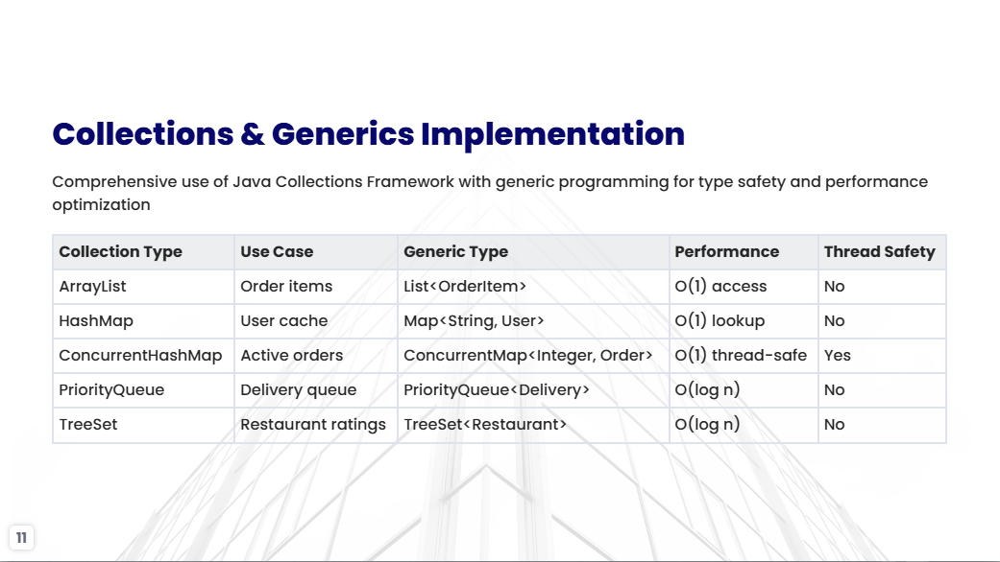 Collections & Generics Implementation
Comprehensive use of Java Collections Framework with generic programming for type safety and performance
optimization
Collection Type Use Case Generic Type Performance Thread Safety
ArrayList Order items List<OrderItem> O(1) access No
HashMap User cache Map<String, User> O(1) lookup No
ConcurrentHashMap Active orders ConcurrentMap<Integer, Order> O(1) thread-safe Yes
PriorityQueue Delivery queue PriorityQueue<Delivery> O(log n) No
TreeSet Restaurant ratings TreeSet<Restaurant> O(log n) No
11